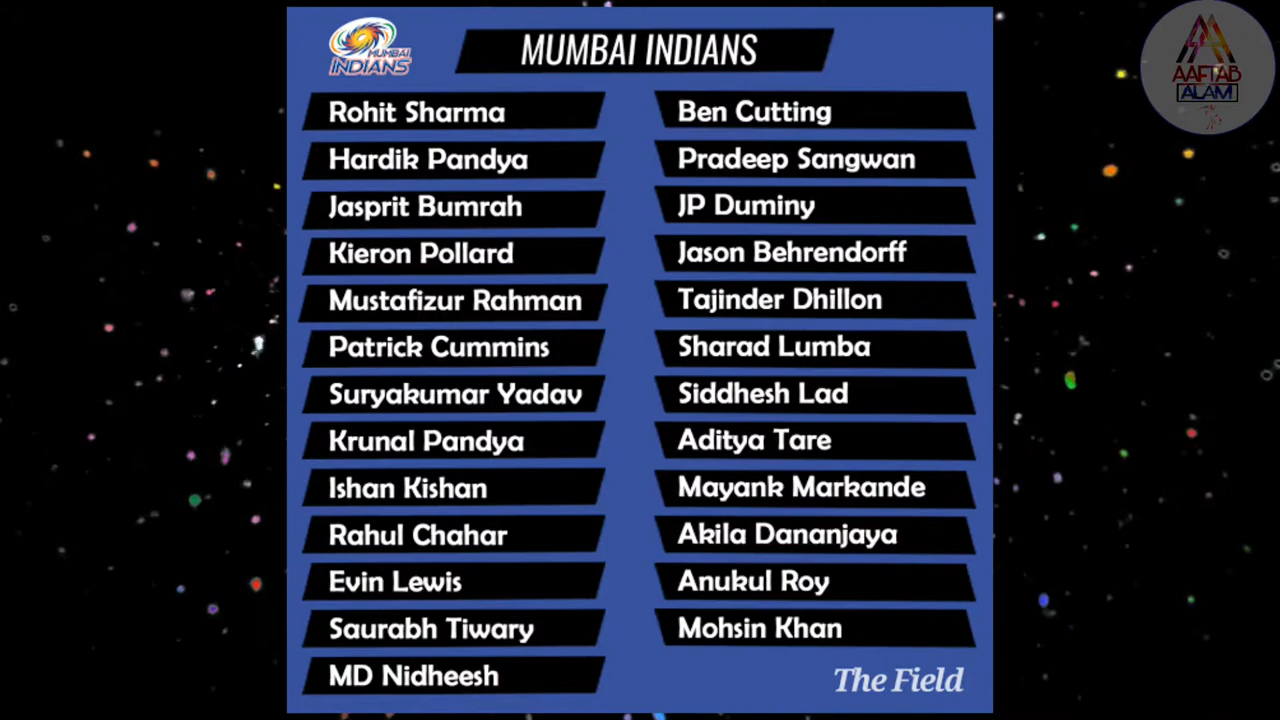 MUMBAI INDIANS
MUMBAI INDIANS
Rohit Sharma
Hardik Pandya
Jasprit Bumrah
Kieron Pollard
Mustafizur Rahman
Patrick Cummins
Suryakumar Yadav
Krunal Pandya
Ishan Kishan
Rahul Chahar
Evin Lewis
Saurabh Tiwary
MD Nidheesh
Ben Cutting
Pradeep Sangwan
JP Duminy
Jason Behrendorff
Tajinder Dhillon
Sharad Lumba
Siddhesh Lad
Aditya Tare
Mayank Markande
Akila Dananjaya
Anukul Roy
Mohsin Khan
The Field
AAFTAB
ALAM